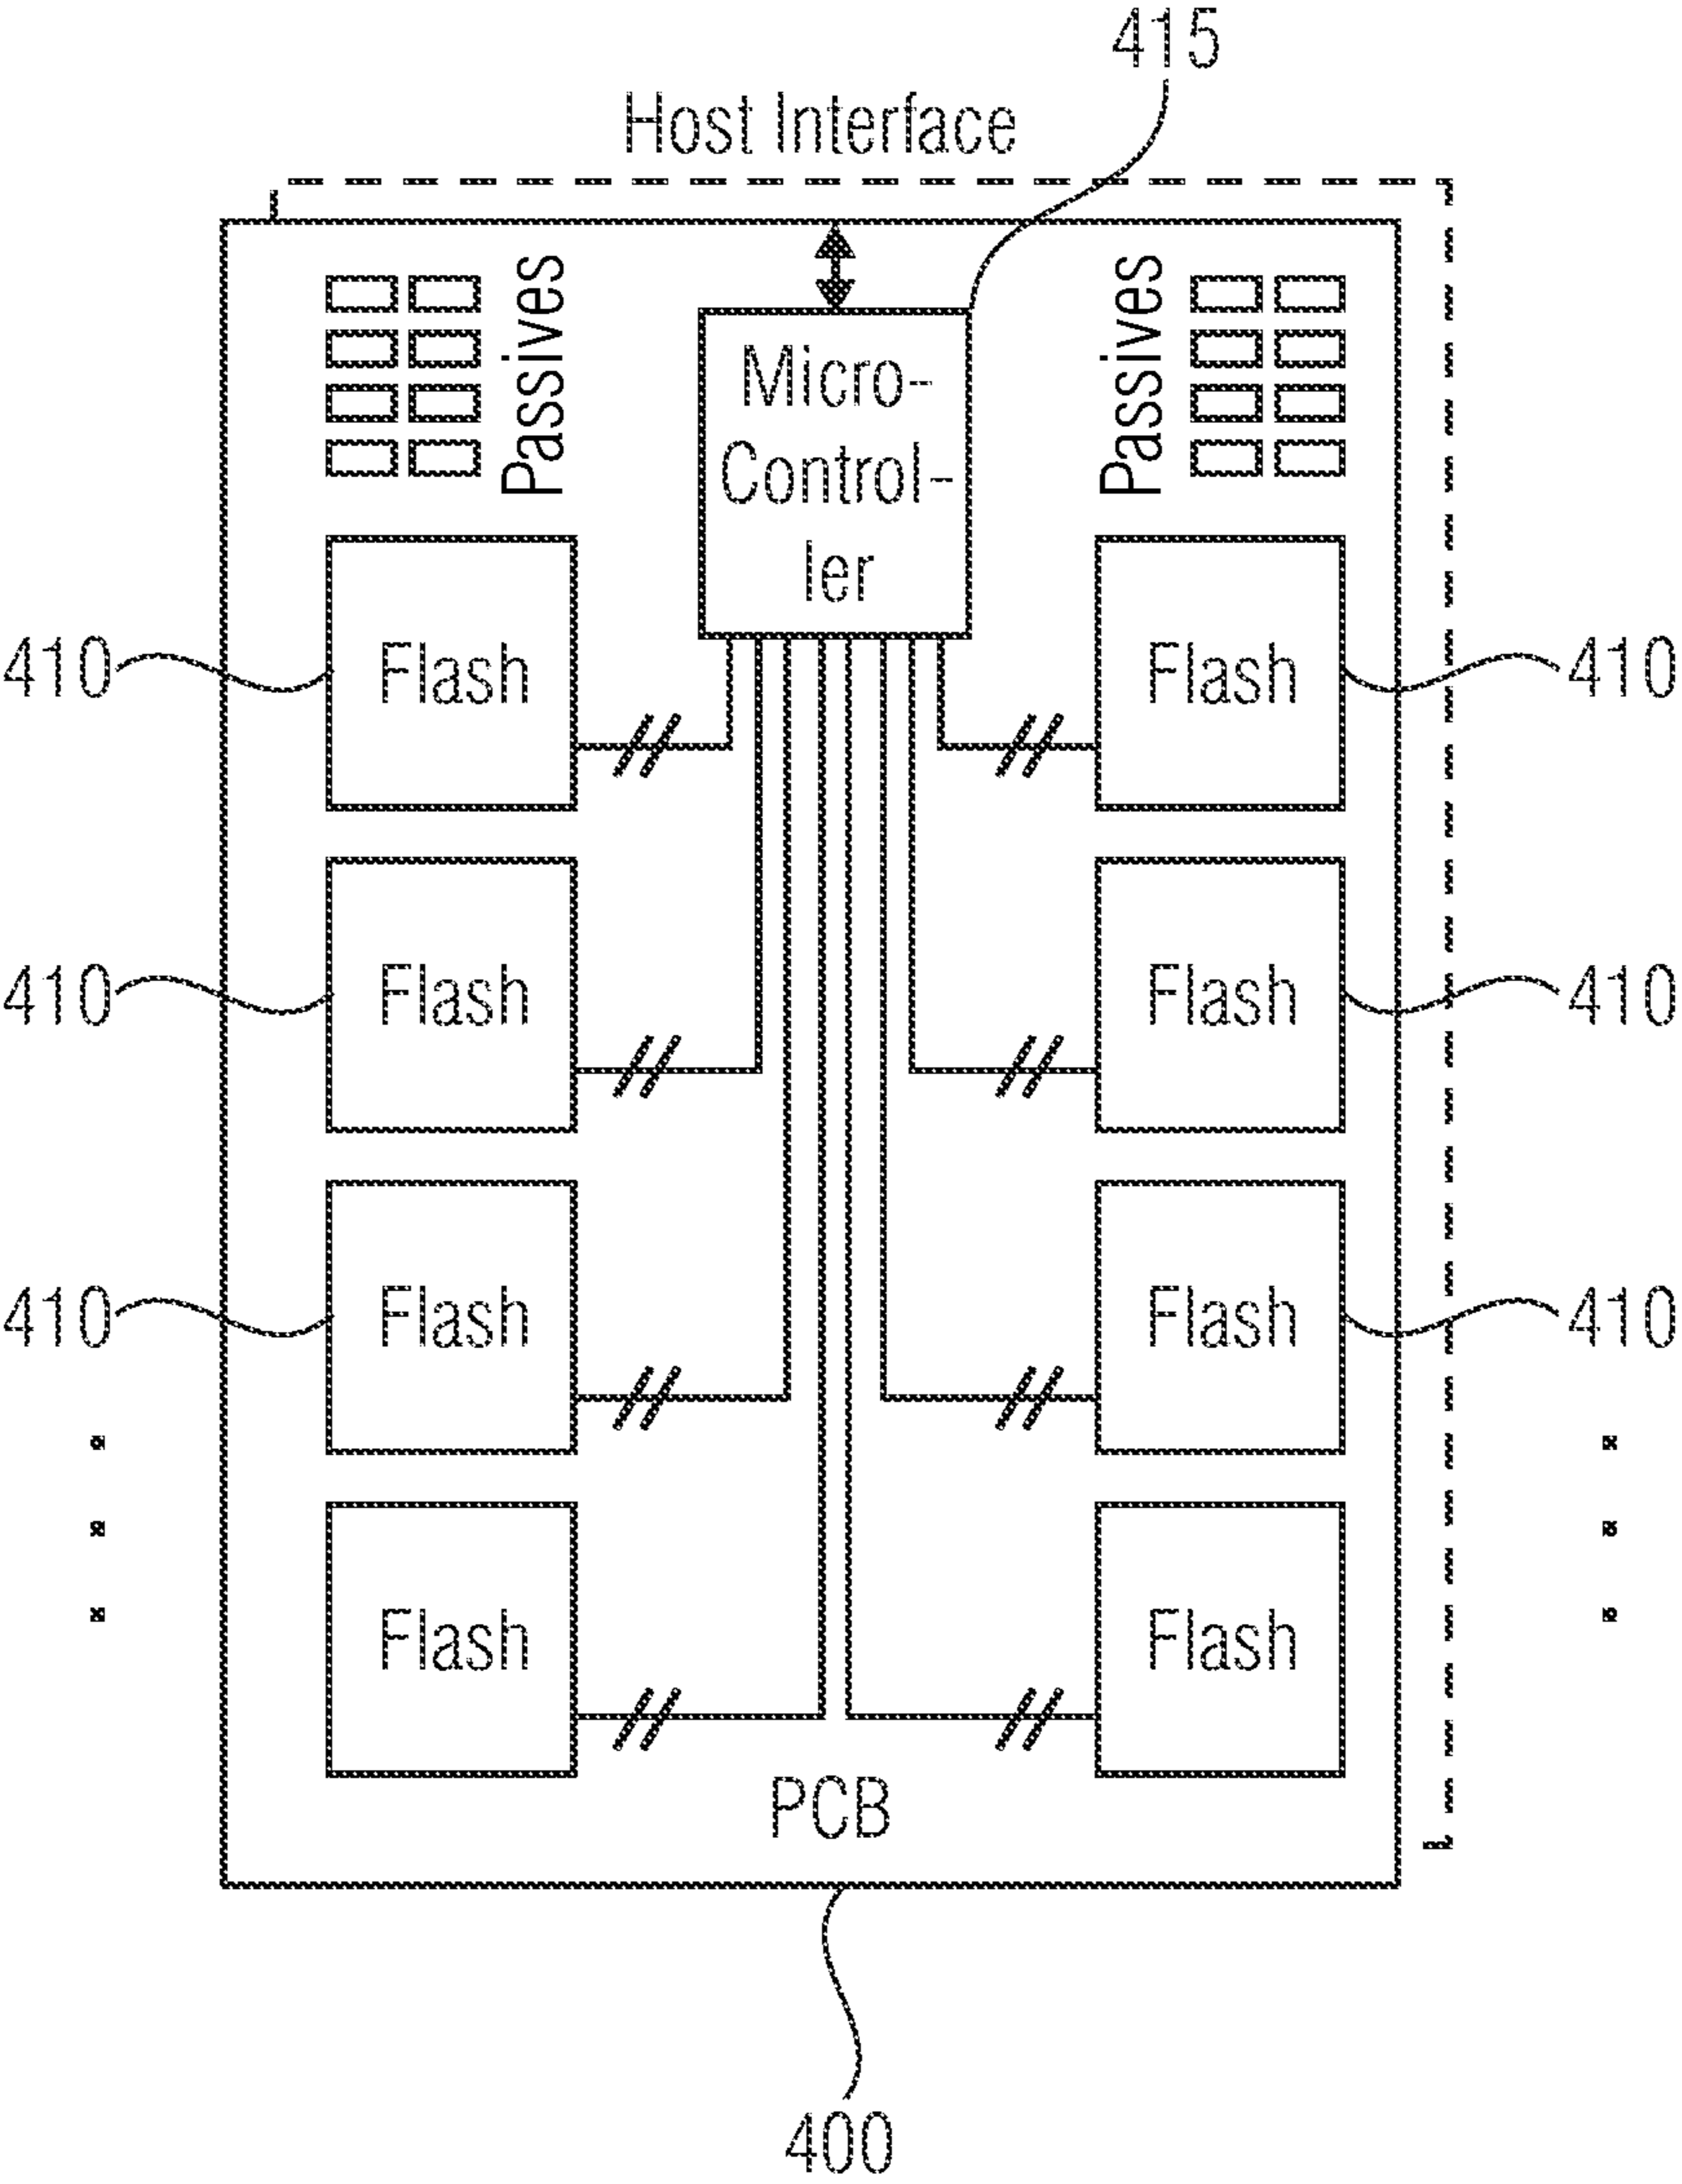 415
Host Interface
Passives
Passives
Micro-
Control-
ler
410
Flash
Flash
410
410
Flash
Flash
410
410
Flash
Flash
410
Flash
Flash
PCB
400